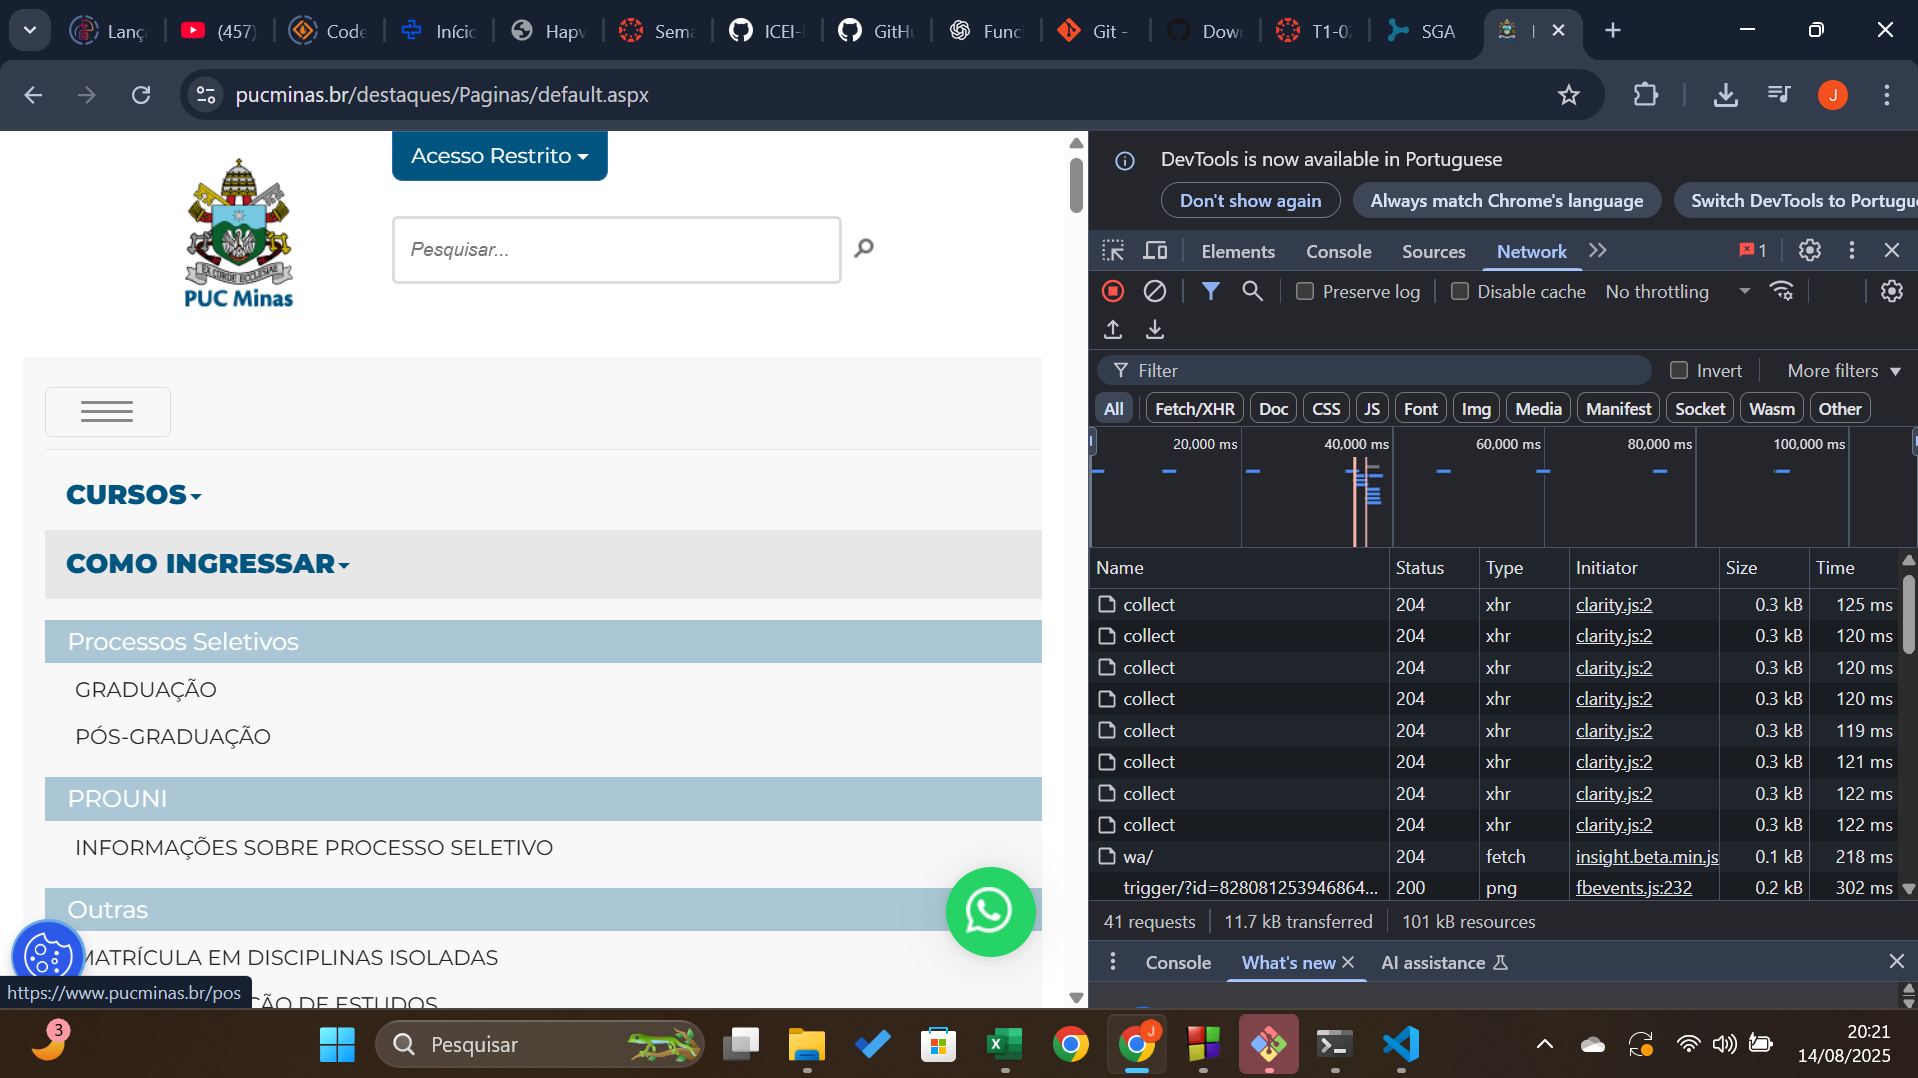 Lança
(457)
Code
Início
Hapv
Sema
ICEI-
GitHu
Funci
Git -
Down
T1-02
SGA
pucminas.br/destaques/Paginas/default.aspx
J
Acesso Restrito
Pesquisar...
EX CORDE ECCLESIAE
PUC Minas
CURSOS
COMO INGRESSAR
Processos Seletivos
GRADUAÇÃO
PÓS-GRADUAÇÃO
PROUNI
INFORMAÇÕES SOBRE PROCESSO SELETIVO
Outras
MATRÍCULA EM DISCIPLINAS ISOLADAS
ÇÃO DE ESTUDOS
https://www.pucminas.br/pos
DevTools is now available in Portuguese
Don't show again
Always match Chrome's language
Switch DevTools to Portugue
Elements
Console
Sources
Network
1
Preserve log
Disable cache
No throttling
Filter
Invert
More filters
All
Fetch/XHR
Doc
CSS
JS
Font
Img
Media
Manifest
Socket
Wasm
Other
20,000 ms
40,000 ms
60,000 ms
80,000 ms
100,000 ms
Name Status Type Initiator Size Time
collect 204 xhr clarity.js:2 0.3 kB 125 ms
collect 204 xhr clarity.js:2 0.3 kB 120 ms
collect 204 xhr clarity.js:2 0.3 kB 120 ms
collect 204 xhr clarity.js:2 0.3 kB 120 ms
collect 204 xhr clarity.js:2 0.3 kB 119 ms
collect 204 xhr clarity.js:2 0.3 kB 121 ms
collect 204 xhr clarity.js:2 0.3 kB 122 ms
collect 204 xhr clarity.js:2 0.3 kB 122 ms
wa/ 204 fetch insight.beta.min.js 0.1 kB 218 ms
trigger/?id=828081253946864... 200 png fbevents.js:232 0.2 kB 302 ms
41 requests
11.7 kB transferred
101 kB resources
Console
What's new
AI assistance
3
Pesquisar
J
20:21
14/08/2025